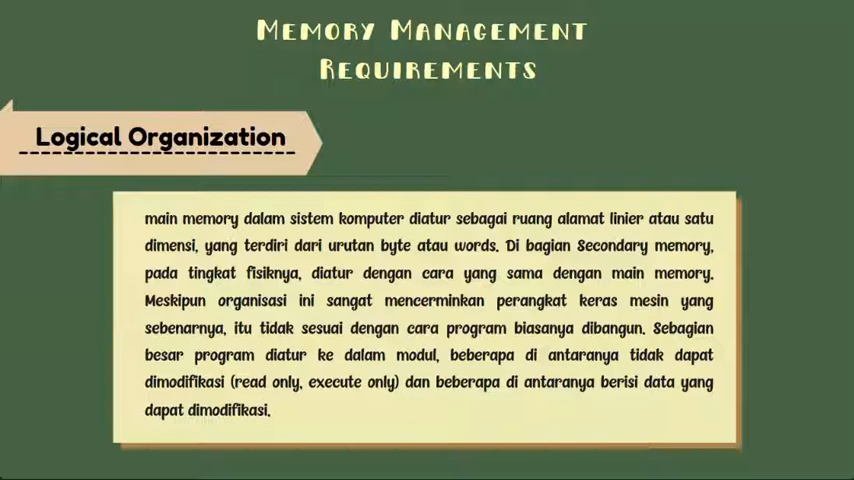 Memory Management
Requirements
Logical Organization
main memory dalam sistem komputer diatur sebagai ruang alamat linier atau satu
dimensi, yang terdiri dari urutan byte atau words. Di bagian Secondary memory,
pada tingkat fisiknya, diatur dengan cara yang sama dengan main memory.
Meskipun organisasi ini sangat mencerminkan perangkat keras mesin yang
sebenarnya, itu tidak sesuai dengan cara program biasanya dibangun. Sebagian
besar program diatur ke dalam modul, beberapa di antaranya tidak dapat
dimodifikasi (read only, execute only) dan beberapa di antaranya berisi data yang
dapat dimodifikasi.